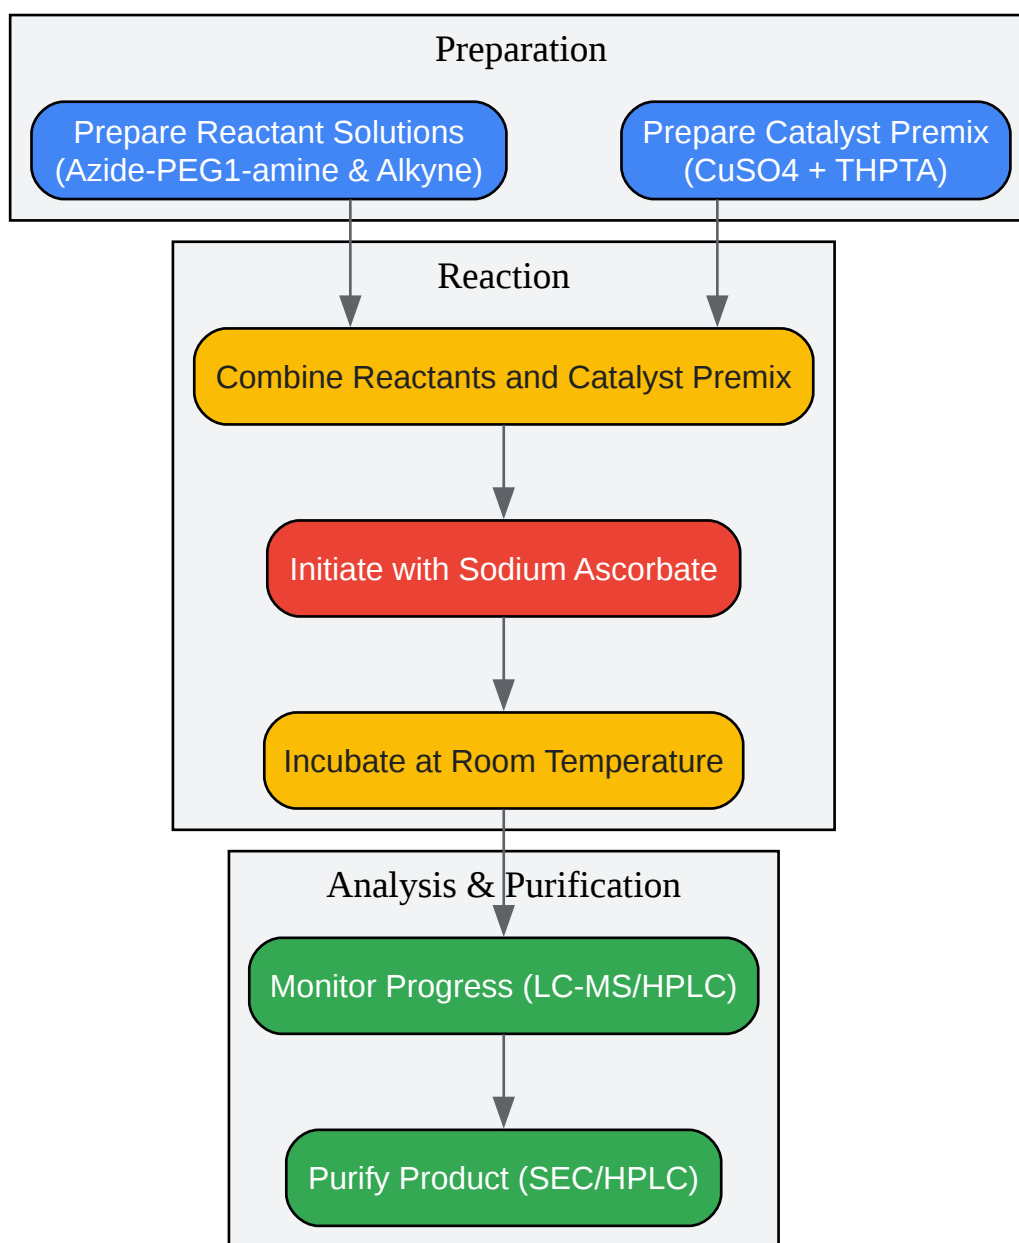 Preparation
Prepare Reactant Solutions
(Azide-PEG1-amine & Alkyne)
Prepare Catalyst Premix
(CuSO4 + THPTA)
Reaction
Combine Reactants and Catalyst Premix
Initiate with Sodium Ascorbate
Incubate at Room Temperature
Analysis & Purification
Monitor Progress (LC-MS/HPLC)
Purify Product (SEC/HPLC)